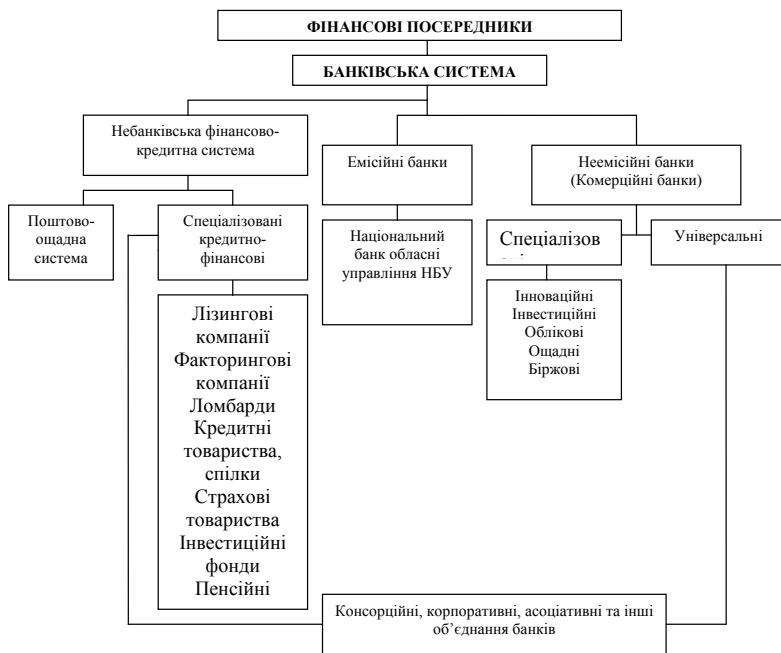 ФІНАНСОВІ ПОСЕРЕДНИКИ
БАНКІВСЬКА СИСТЕМА
Небанківська фінансово-
кредитна система
Емісійні банки
Неемісійні банки
(Комерційні банки)
Поштово-
ощадна
система
Спеціалізовані
кредитно-
фінансові
Національний
банк обласні
управління НБУ
Спеціалізов
Універсальні
Лізингові
компанії
Факторингові
компанії
Ломбарди
Кредитні
товариства,
спілки
Страхові
товариства
Інвестиційні
фонди
Пенсійні
Інноваційні
Інвестиційні
Облікові
Ощадні
Біржові
Консорційні, корпоративні, асоціативні та інші
об’єднання банків